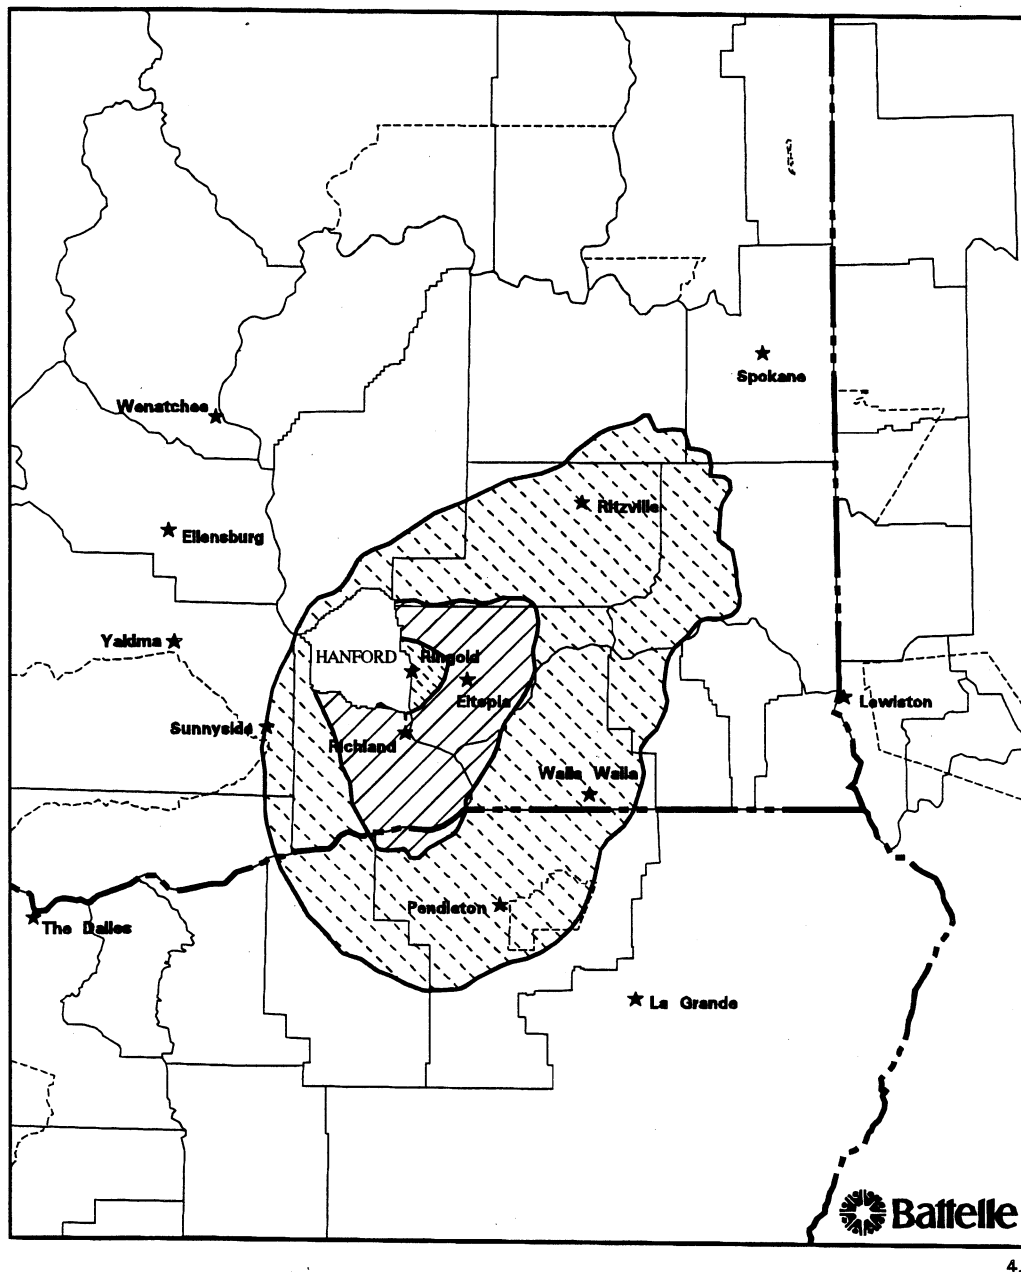 Spokane
Wenatchee
Ritzville
Ellensburg
Yakima
HANFORD
Ringold
Eltopia
Lewiston
Sunnyside
Richland
Walla Walla
Pendleton
The Dalles
La Grande
Battelle
4.